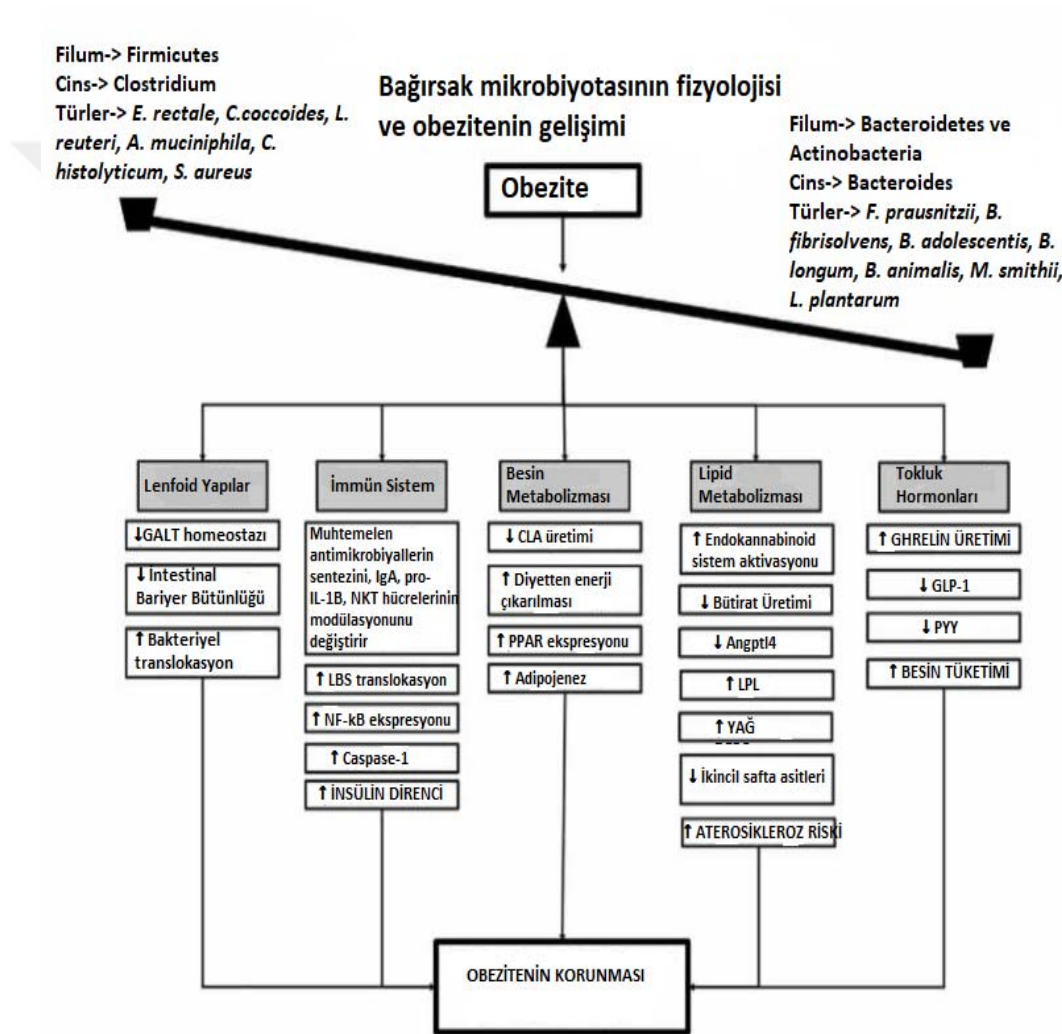 Filum-> Firmicutes
Cins-> Clostridium
Türler-> E. rectale, C.coccoides, L.
reuteri, A. muciniphila, C.
histolyticum, S. aureus
Bağırsak mikrobiyotasının fizyolojisi
ve obezitenin gelişimi
Obezite
Filum-> Bacteroidetes ve
Actinobacteria
Cins-> Bacteroides
Türler-> F. prausnitzii, B.
fibrisolvens, B. adolescentis, B.
longum, B. animalis, M. smithii,
L. plantarum
Lenfoid Yapılar
↓GALT homeostazı
↓ Intestinal
Bariyer Bütünlüğü
↑ Bakteriyel
translokasyon
İmmün Sistem
Muhtemelen
antimikrobiyallerin
sentezini, IgA, pro-
IL-1B, NKT hücrelerinin
modülasyonunu
değiştirir
↑ LBS translokasyon
↑ NF-kB ekspresyonu
↑ Caspase-1
↑ İNSÜLİN DİRENCİ
Besin
Metabolizması
↓ CLA üretimi
↑ Diyetten enerji
çıkarılması
↑ PPAR ekspresyonu
↑ Adipojenez
Lipid
Metabolizması
↑ Endokannabinoid
sistem aktivasyonu
↓ Bütirat Üretimi
↓ Angptl4
↑ LPL
↑ YAĞ
↓ İkincil safta asitleri
↑ ATEROSİKLEROZ RİSKİ
Tokluk
Hormonları
↑ GHRELİN ÜRETİMİ
↓ GLP-1
↓ PYY
↑ BESİN TÜKETİMİ
OBEZİTENİN KORUNMASI